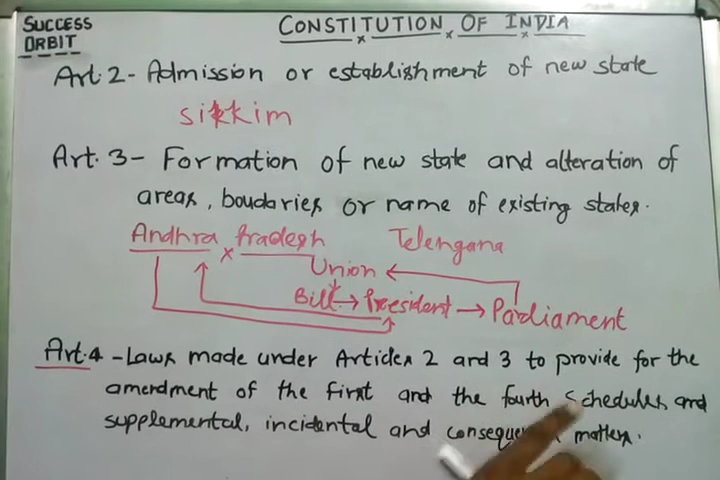 SUCCESS ORBIT
CONSTITUTION OF INDIA
Art. 2 - Admission or establishment of new state
Sikkim
Art. 3 - Formation of new state and alteration of
areas, boudaries or name of existing states.
Andhra Pradesh Telengana
Union
Bill → President → Parliament
Art. 4 - Laws made under Articles 2 and 3 to provide for the
amendment of the first and the fourth schedules and
supplemental, incidental and matters.